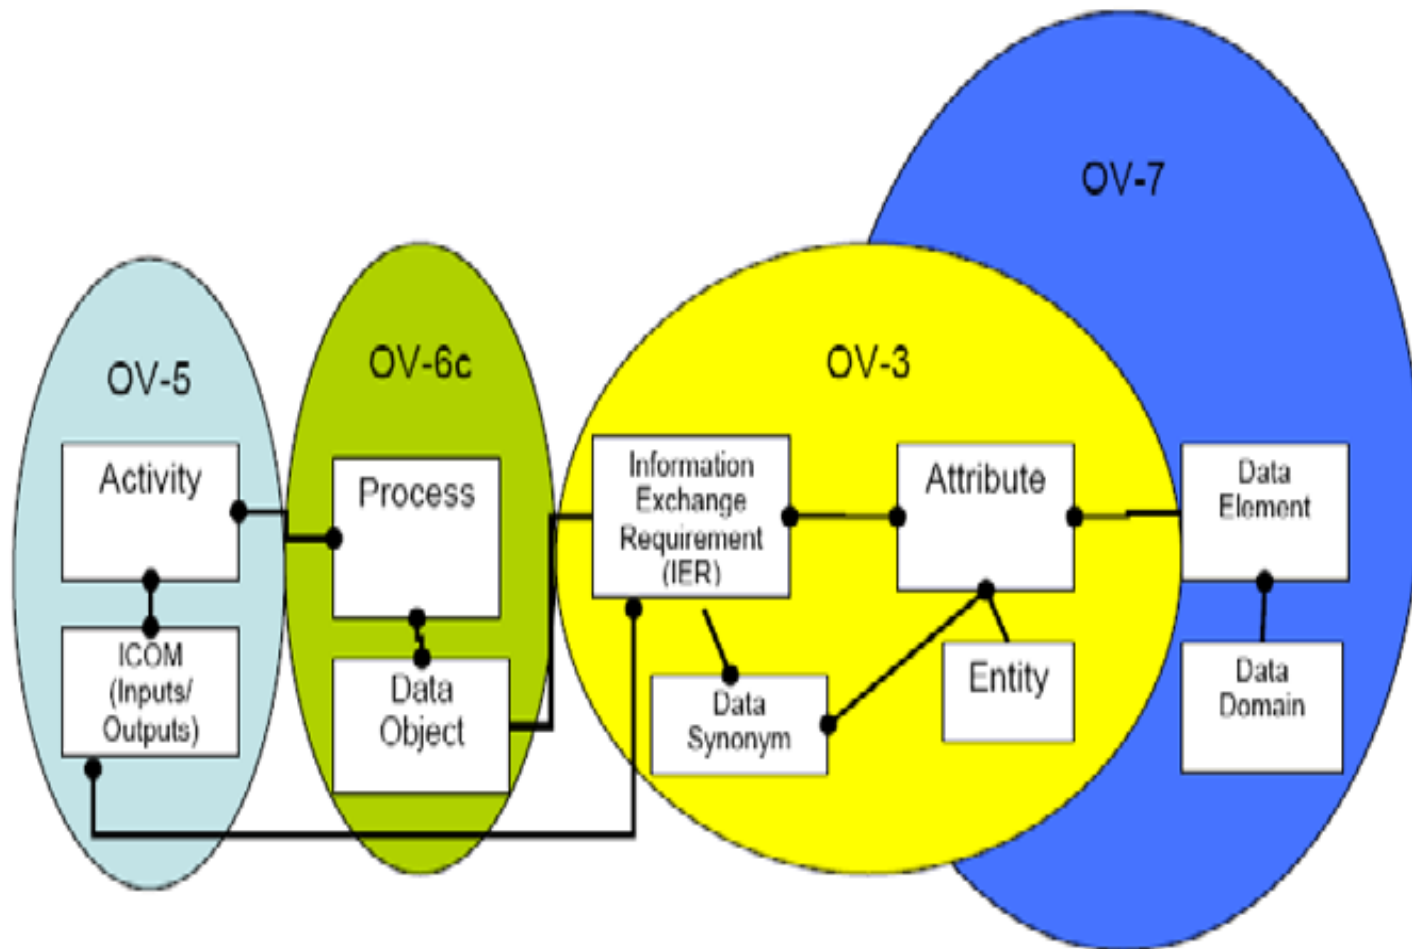 OV-7
OV-5
OV-6c
OV-3
Activity
ICOM
(Inputs/
Outputs)
Process
Data
Object
Information
Exchange
Requirement
(IER)
Data
Synonym
Attribute
Entity
Data
Element
Data
Domain